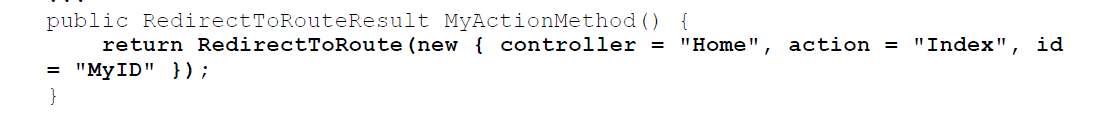 public RedirectToRouteResult MyActionMethod() {
    return RedirectToRoute(new { controller = "Home", action = "Index", id
= "MyID" });
}